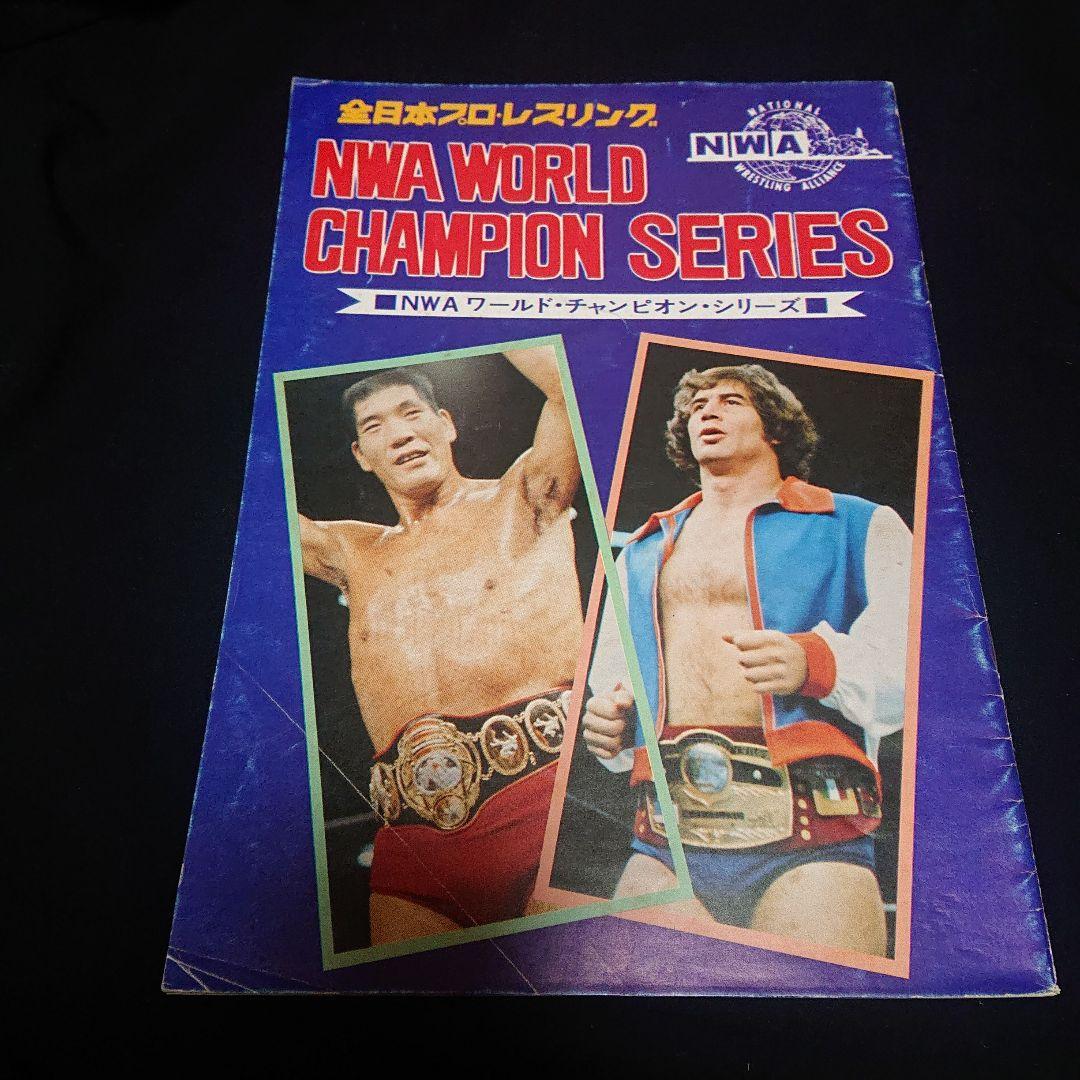 全日本プロ・レスリング
NATIONAL
NWA
WRESTLING ALLIANCE
NWA WORLD
CHAMPION SERIES
■NWA ワールド・チャンピオン・シリーズ■